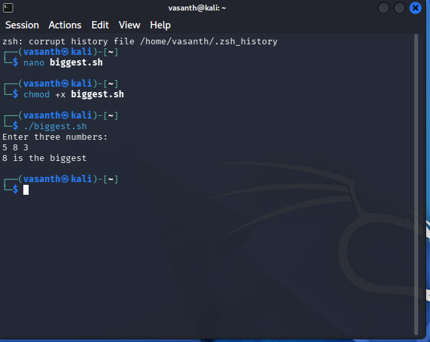 vasanth@kali: ~
Session Actions Edit View Help
zsh: corrupt history file /home/vasanth/.zsh_history
┌──(vasanth㉿kali)-[~]
└─$ nano biggest.sh
┌──(vasanth㉿kali)-[~]
└─$ chmod +x biggest.sh
┌──(vasanth㉿kali)-[~]
└─$ ./biggest.sh
Enter three numbers:
5 8 3
8 is the biggest
┌──(vasanth㉿kali)-[~]
└─$